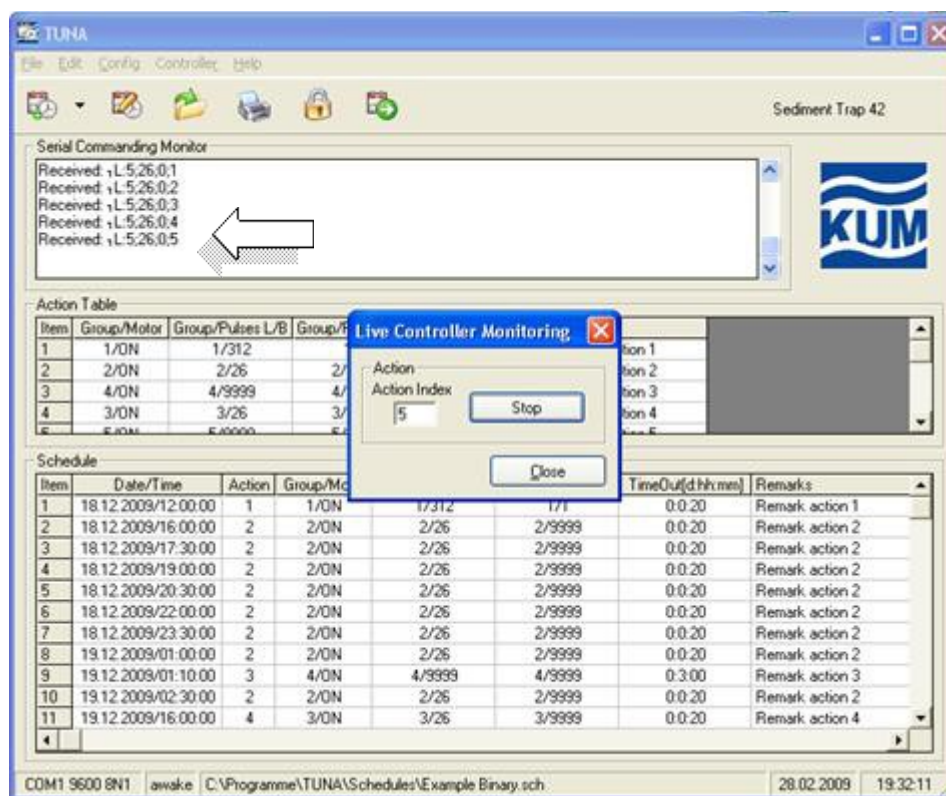 TUNA
File Edit Config Controller Help
Sediment Trap 42
Serial Commanding Monitor
Received: ,L:5;26;0;1
Received: ,L:5;26;0;2
Received: ,L:5;26;0;3
Received: ,L:5;26;0;4
Received: ,L:5;26;0;5
KUM
Action Table
Item Group/Motor Group/Pulses L/B
1 1/ON 1/312 tion 1
2 2/ON 2/26 2/ tion 2
3 4/ON 4/9999 4/ tion 3
4 3/ON 3/26 3/ tion 4
Live Controller Monitoring
Action
Action Index
5 Stop
Close
Schedule
Item Date/Time Action Group/Mo TimeOut[d:hh:mm] Remarks
1 18.12.2009/12:00:00 1 1/ON 1/312 1/1 0:0:20 Remark action 1
2 18.12.2009/16:00:00 2 2/ON 2/26 2/9999 0:0:20 Remark action 2
3 18.12.2009/17:30:00 2 2/ON 2/26 2/9999 0:0:20 Remark action 2
4 18.12.2009/19:00:00 2 2/ON 2/26 2/9999 0:0:20 Remark action 2
5 18.12.2009/20:30:00 2 2/ON 2/26 2/9999 0:0:20 Remark action 2
6 18.12.2009/22:00:00 2 2/ON 2/26 2/9999 0:0:20 Remark action 2
7 18.12.2009/23:30:00 2 2/ON 2/26 2/9999 0:0:20 Remark action 2
8 19.12.2009/01:00:00 2 2/ON 2/26 2/9999 0:0:20 Remark action 2
9 19.12.2009/01:10:00 3 4/ON 4/9999 4/9999 0:3:00 Remark action 3
10 19.12.2009/02:30:00 2 2/ON 2/26 2/9999 0:0:20 Remark action 2
11 19.12.2009/16:00:00 4 3/ON 3/26 3/9999 0:0:20 Remark action 4
COM1 9600 8N1 awake C:\Programme\TUNA\Schedules\Example Binary.sch 28.02.2009 19:32:11